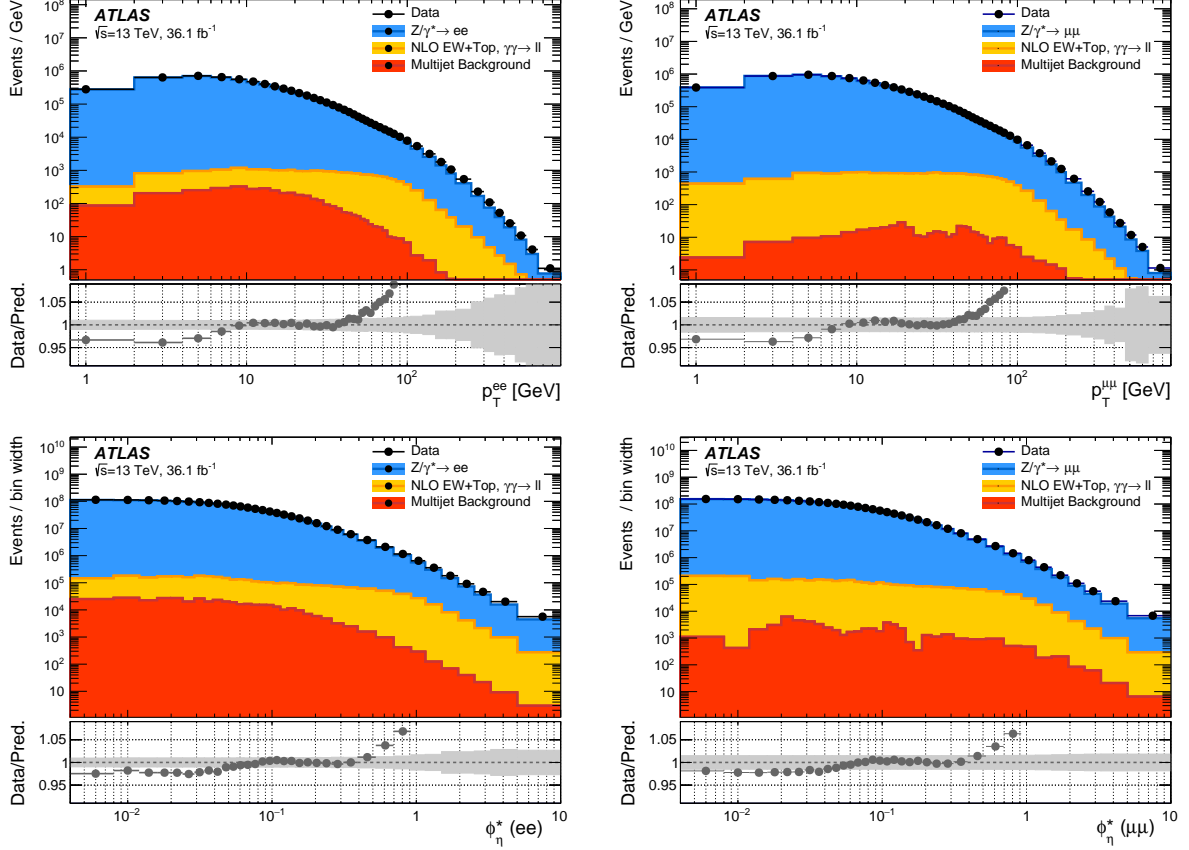 Events / GeV
10⁸
10⁷
10⁶
10⁵
10⁴
10³
10²
10
1
ATLAS
√s=13 TeV, 36.1 fb⁻¹
Data
Z/γ*→ ee
NLO EW+Top, γγ→ ll
Multijet Background
Data/Pred.
1.05
1
0.95
1 10 10²
p_T^ee [GeV]
Events / GeV
10⁸
10⁷
10⁶
10⁵
10⁴
10³
10²
10
1
ATLAS
√s=13 TeV, 36.1 fb⁻¹
Data
Z/γ*→ μμ
NLO EW+Top, γγ→ ll
Multijet Background
Data/Pred.
1.05
1
0.95
1 10 10²
p_T^μμ [GeV]
Events / bin width
10¹⁰
10⁹
10⁸
10⁷
10⁶
10⁵
10⁴
10³
10²
10
ATLAS
√s=13 TeV, 36.1 fb⁻¹
Data
Z/γ*→ ee
NLO EW+Top, γγ→ ll
Multijet Background
Data/Pred.
1.05
1
0.95
10⁻² 10⁻¹ 1 10
φ*_η (ee)
Events / bin width
10¹⁰
10⁹
10⁸
10⁷
10⁶
10⁵
10⁴
10³
10²
10
ATLAS
√s=13 TeV, 36.1 fb⁻¹
Data
Z/γ*→ μμ
NLO EW+Top, γγ→ ll
Multijet Background
Data/Pred.
1.05
1
0.95
10⁻² 10⁻¹ 1 10
φ*_η (μμ)